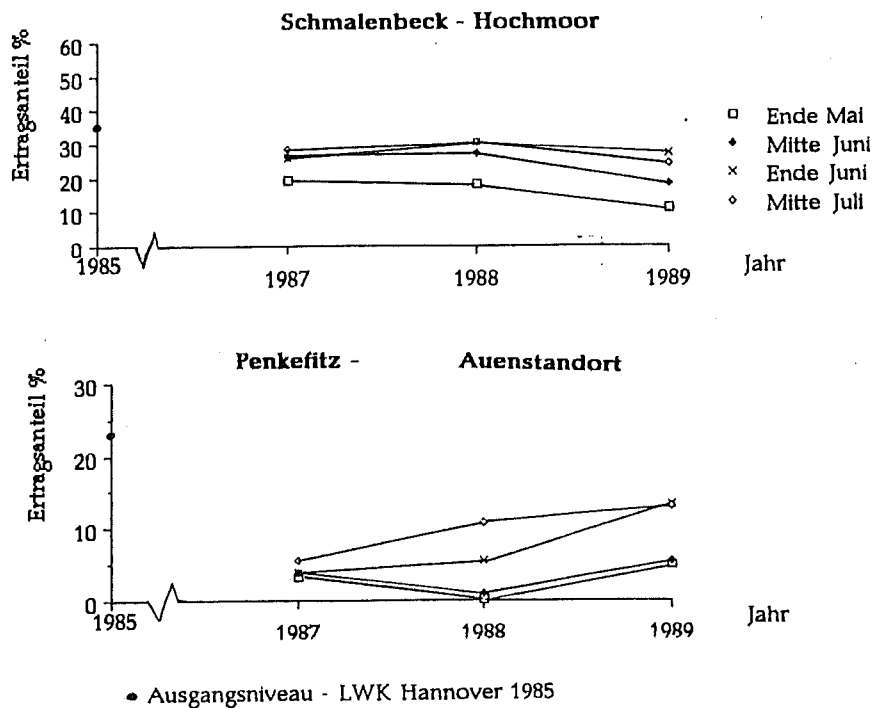 Schmalenbeck - Hochmoor
Ertragsanteil %
60
50
40
30
20
10
0
1985
1987
1988
1989
Jahr
Ende Mai
Mitte Juni
Ende Juni
Mitte Juli
Penkefitz - Auenstandort
Ertragsanteil %
30
20
10
0
1985
1987
1988
1989
Jahr
Ausgangsniveau - LWK Hannover 1985